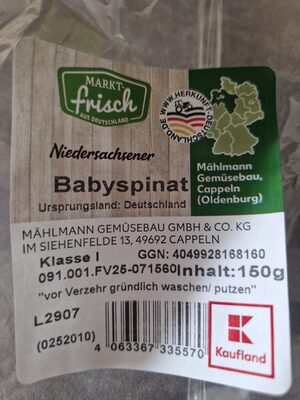 MARKT-
frisch
AUS DEUTSCHLAND
WWW.HERKUNFT-DEUTSCHLAND.DE
Niedersachsener
Babyspinat
Ursprungsland: Deutschland
Mählmann
Gemüsebau,
Cappeln
(Oldenburg)
MÄHLMANN GEMÜSEBAU GMBH & CO. KG
IM SIEHENFELDE 13, 49692 CAPPELN
Klasse I GGN: 4049928168160
091.001.FV25-071560 Inhalt: 150g
"vor Verzehr gründlich waschen/ putzen"
L2907
(0252010)
4 063367 335570
Kaufland